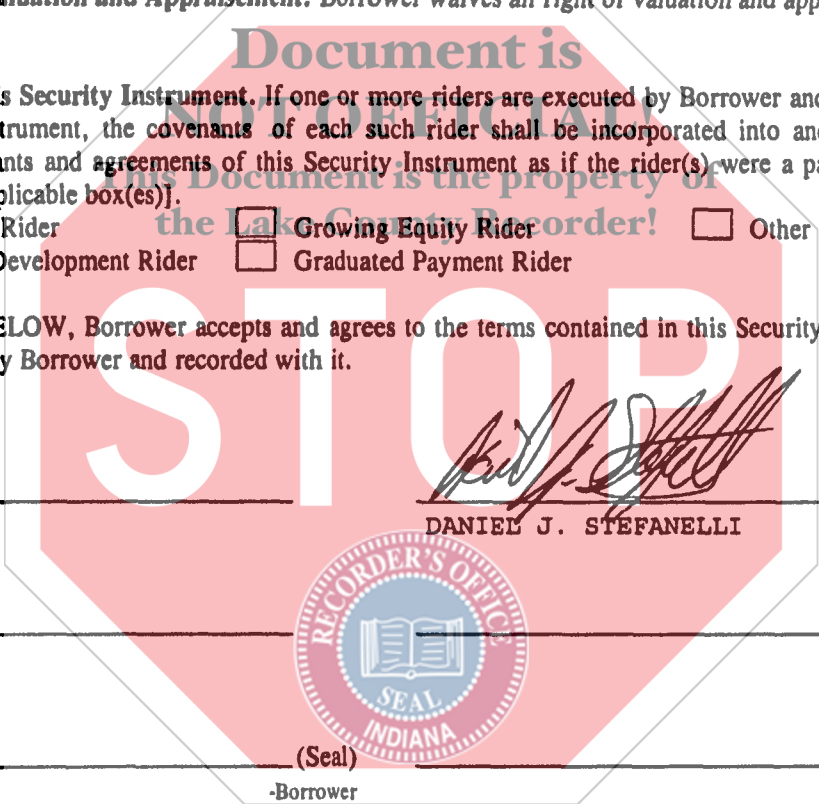 uation and Appraisement. Borrower waives all right of valuation and app
Document is
s Security Instrument. If one or more riders are executed by Borrower and
NOT OFFICIAL!
trument, the covenants of each such rider shall be incorporated into and
nts and agreements of this Security Instrument as if the rider(s) were a pa
This Document is the property of
plicable box(es)].
the Lake County Recorder!
Rider Growing Equity Rider Other
Development Rider Graduated Payment Rider
ELOW, Borrower accepts and agrees to the terms contained in this Security
y Borrower and recorded with it.
STOP
DANIEL J. STEFANELLI
RECORDER'S OFFICE
SEAL
INDIANA
(Seal)
-Borrower